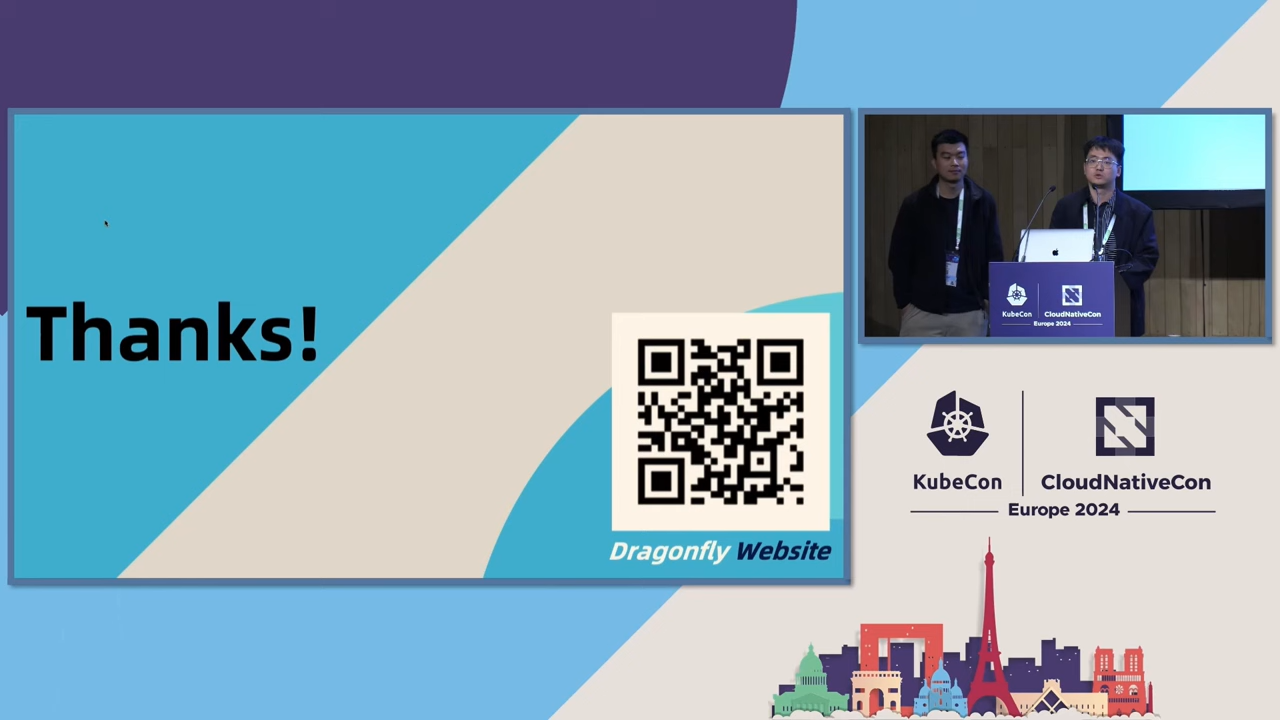 Thanks!
Dragonfly Website
KubeCon
CloudNativeCon
Europe 2024
KubeCon
CloudNativeCon
Europe 2024